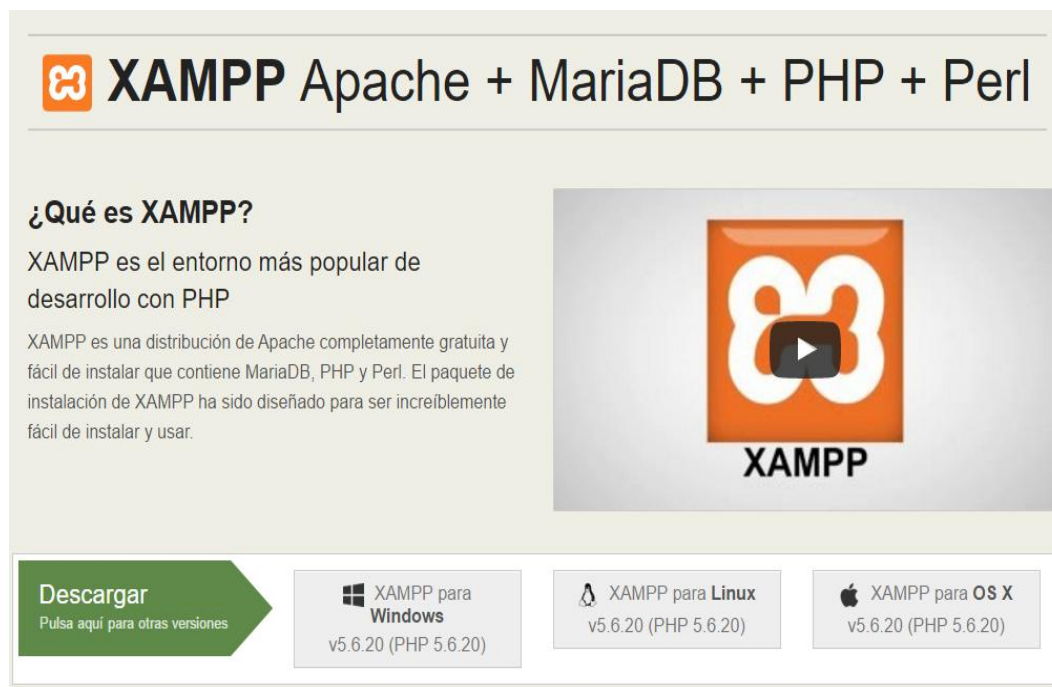 XAMPP Apache + MariaDB + PHP + Perl
¿Qué es XAMPP?
XAMPP es el entorno más popular de
desarrollo con PHP
XAMPP es una distribución de Apache completamente gratuita y
fácil de instalar que contiene MariaDB, PHP y Perl. El paquete de
instalación de XAMPP ha sido diseñado para ser increíblemente
fácil de instalar y usar.
XAMPP
Descargar
Pulsa aquí para otras versiones
XAMPP para
Windows
v5.6.20 (PHP 5.6.20)
XAMPP para Linux
v5.6.20 (PHP 5.6.20)
XAMPP para OS X
v5.6.20 (PHP 5.6.20)